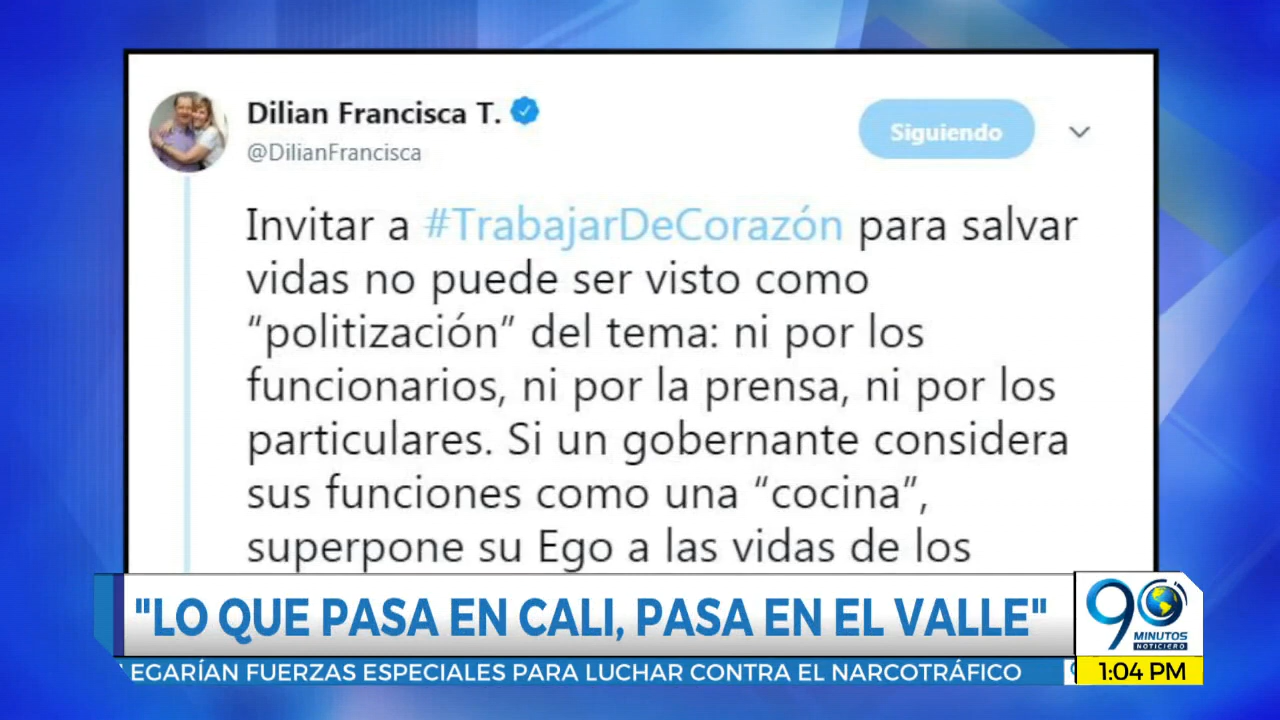 Dilian Francisca T.
@DilianFrancisca
Siguiendo
Invitar a #TrabajarDeCorazón para salvar
vidas no puede ser visto como
“politización” del tema: ni por los
funcionarios, ni por la prensa, ni por los
particulares. Si un gobernante considera
sus funciones como una “cocina”,
superpone su Ego a las vidas de los
"LO QUE PASA EN CALI, PASA EN EL VALLE"
90
MINUTOS
NOTICIERO
EGARÍAN FUERZAS ESPECIALES PARA LUCHAR CONTRA EL NARCOTRÁFICO
1:04 PM